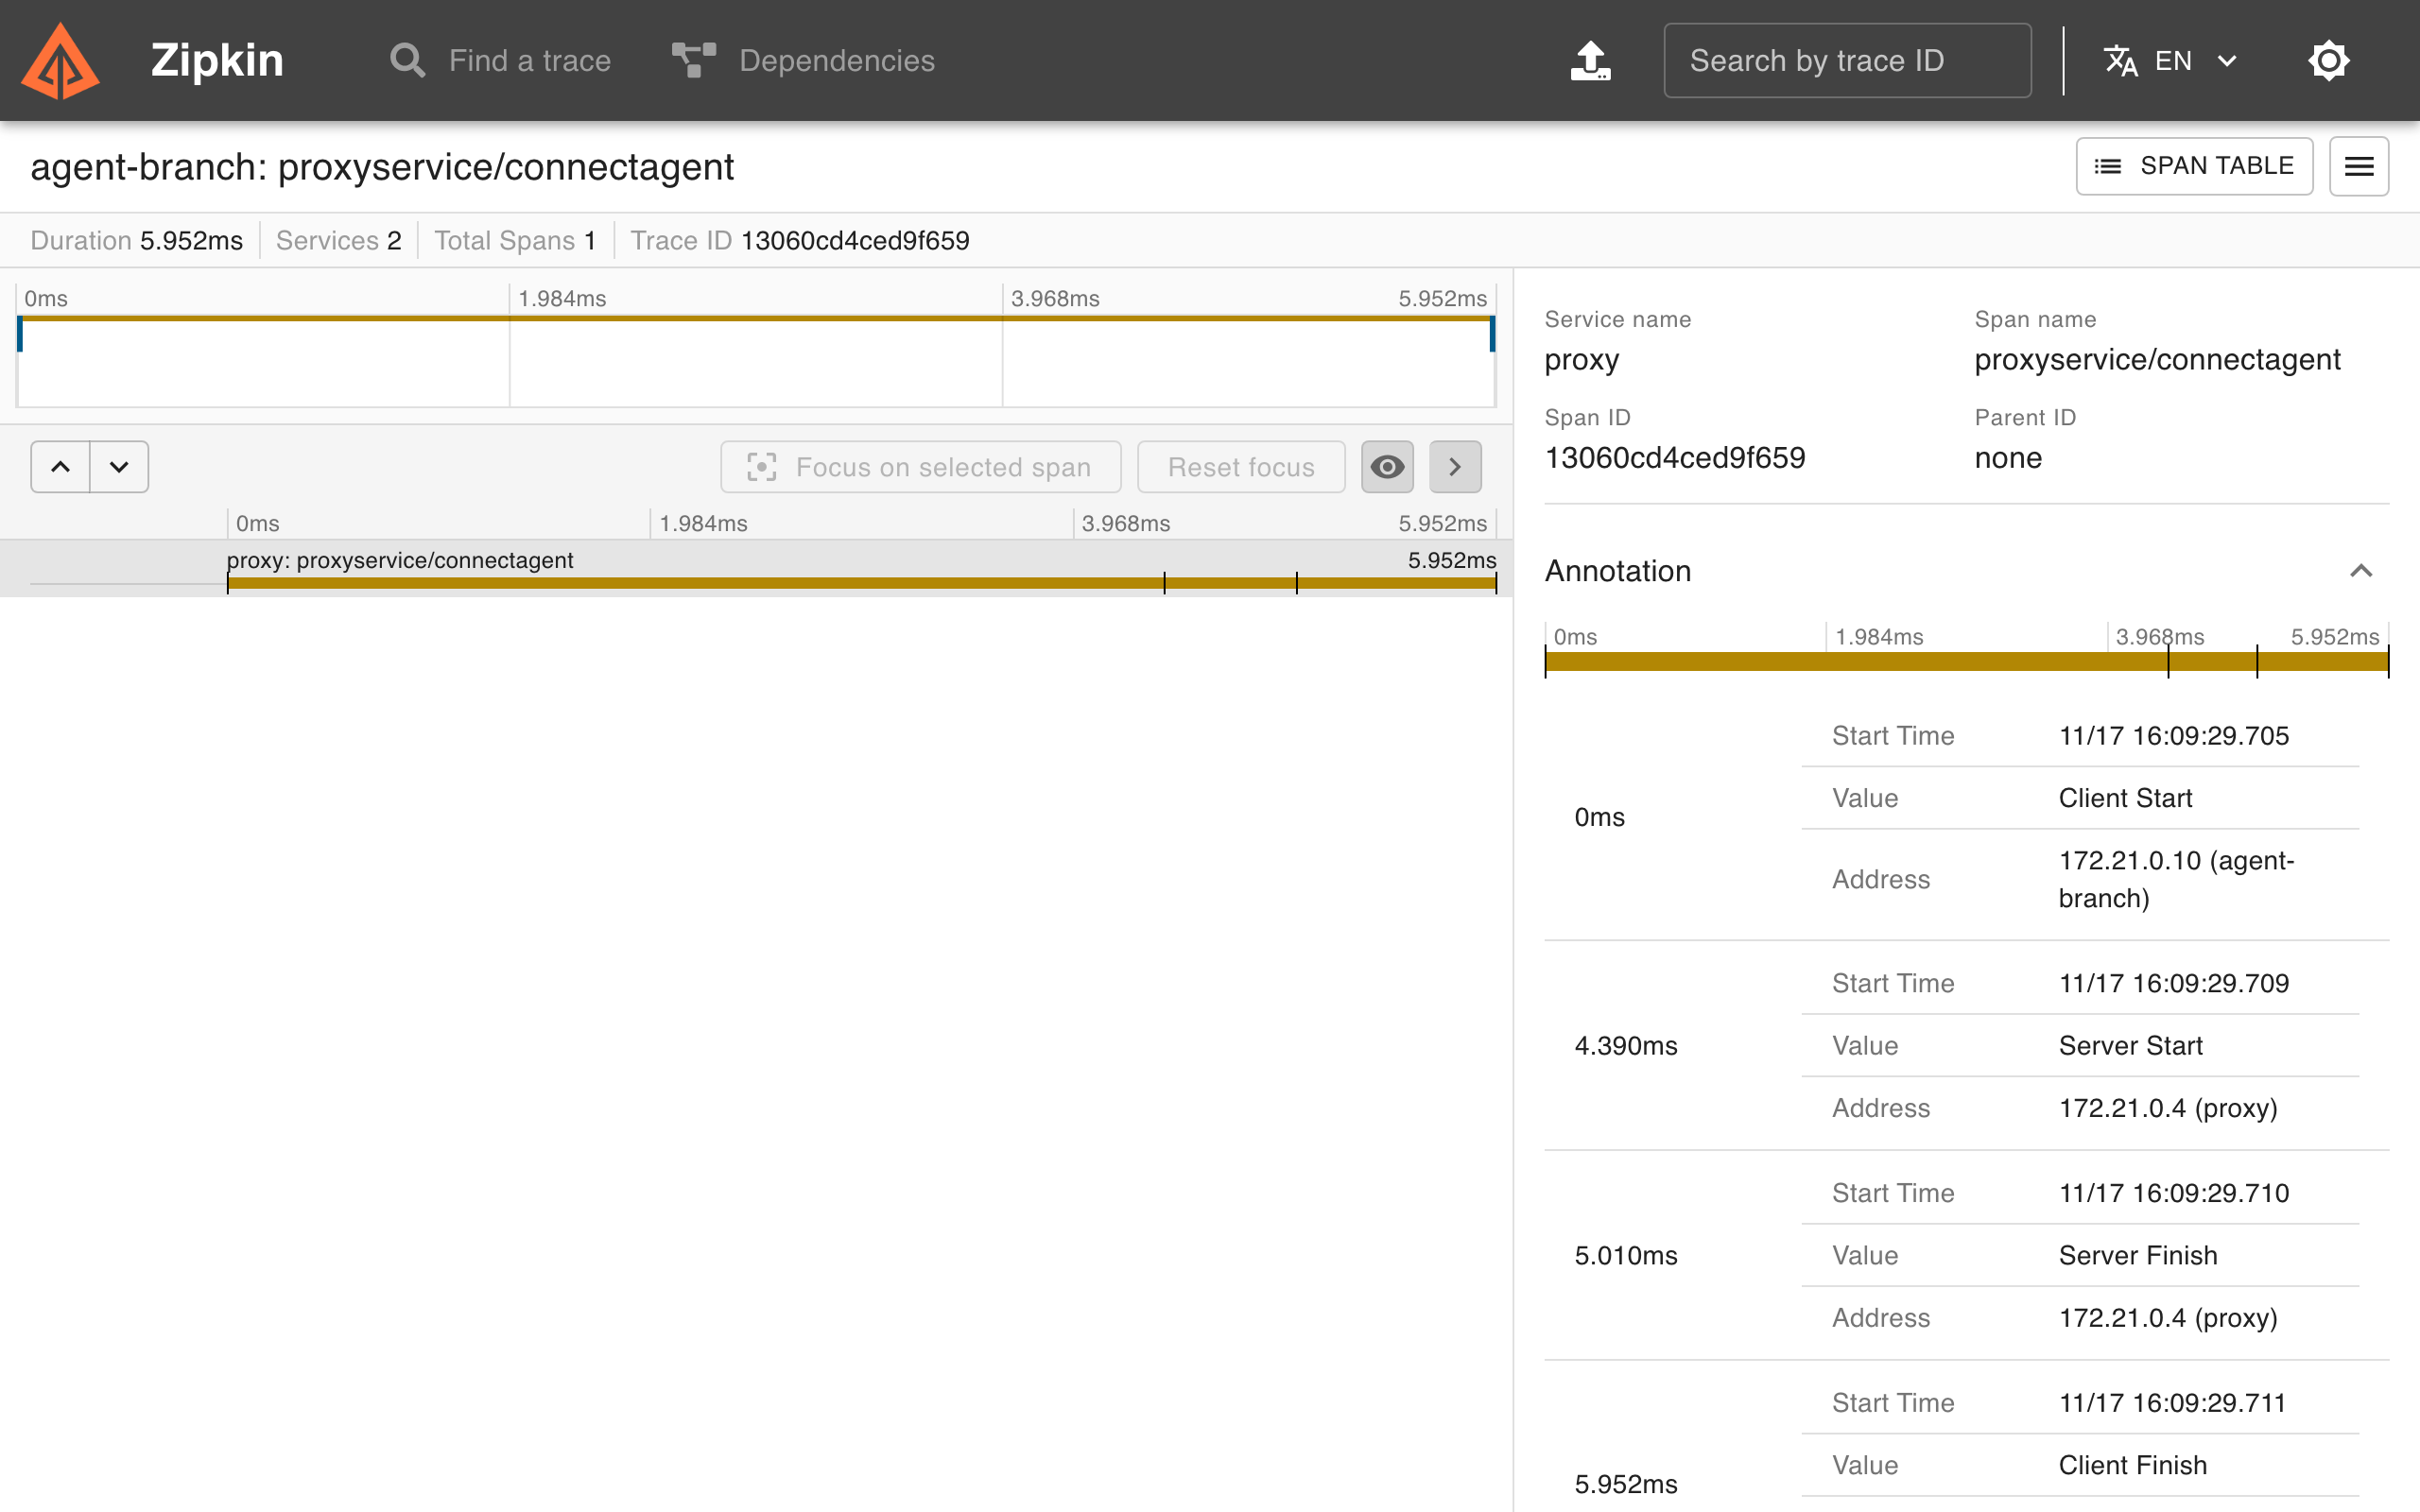 Zipkin
Find a trace
Dependencies
Search by trace ID
EN
agent-branch: proxyservice/connectagent
SPAN TABLE
Duration 5.952ms
Services 2
Total Spans 1
Trace ID 13060cd4ced9f659
0ms 1.984ms 3.968ms 5.952ms
Focus on selected span
Reset focus
0ms 1.984ms 3.968ms 5.952ms
proxy: proxyservice/connectagent 5.952ms
Service name
proxy
Span name
proxyservice/connectagent
Span ID
13060cd4ced9f659
Parent ID
none
Annotation
0ms 1.984ms 3.968ms 5.952ms
0ms
Start Time 11/17 16:09:29.705
Value Client Start
Address 172.21.0.10 (agent-
branch)
4.390ms
Start Time 11/17 16:09:29.709
Value Server Start
Address 172.21.0.4 (proxy)
5.010ms
Start Time 11/17 16:09:29.710
Value Server Finish
Address 172.21.0.4 (proxy)
5.952ms
Start Time 11/17 16:09:29.711
Value Client Finish